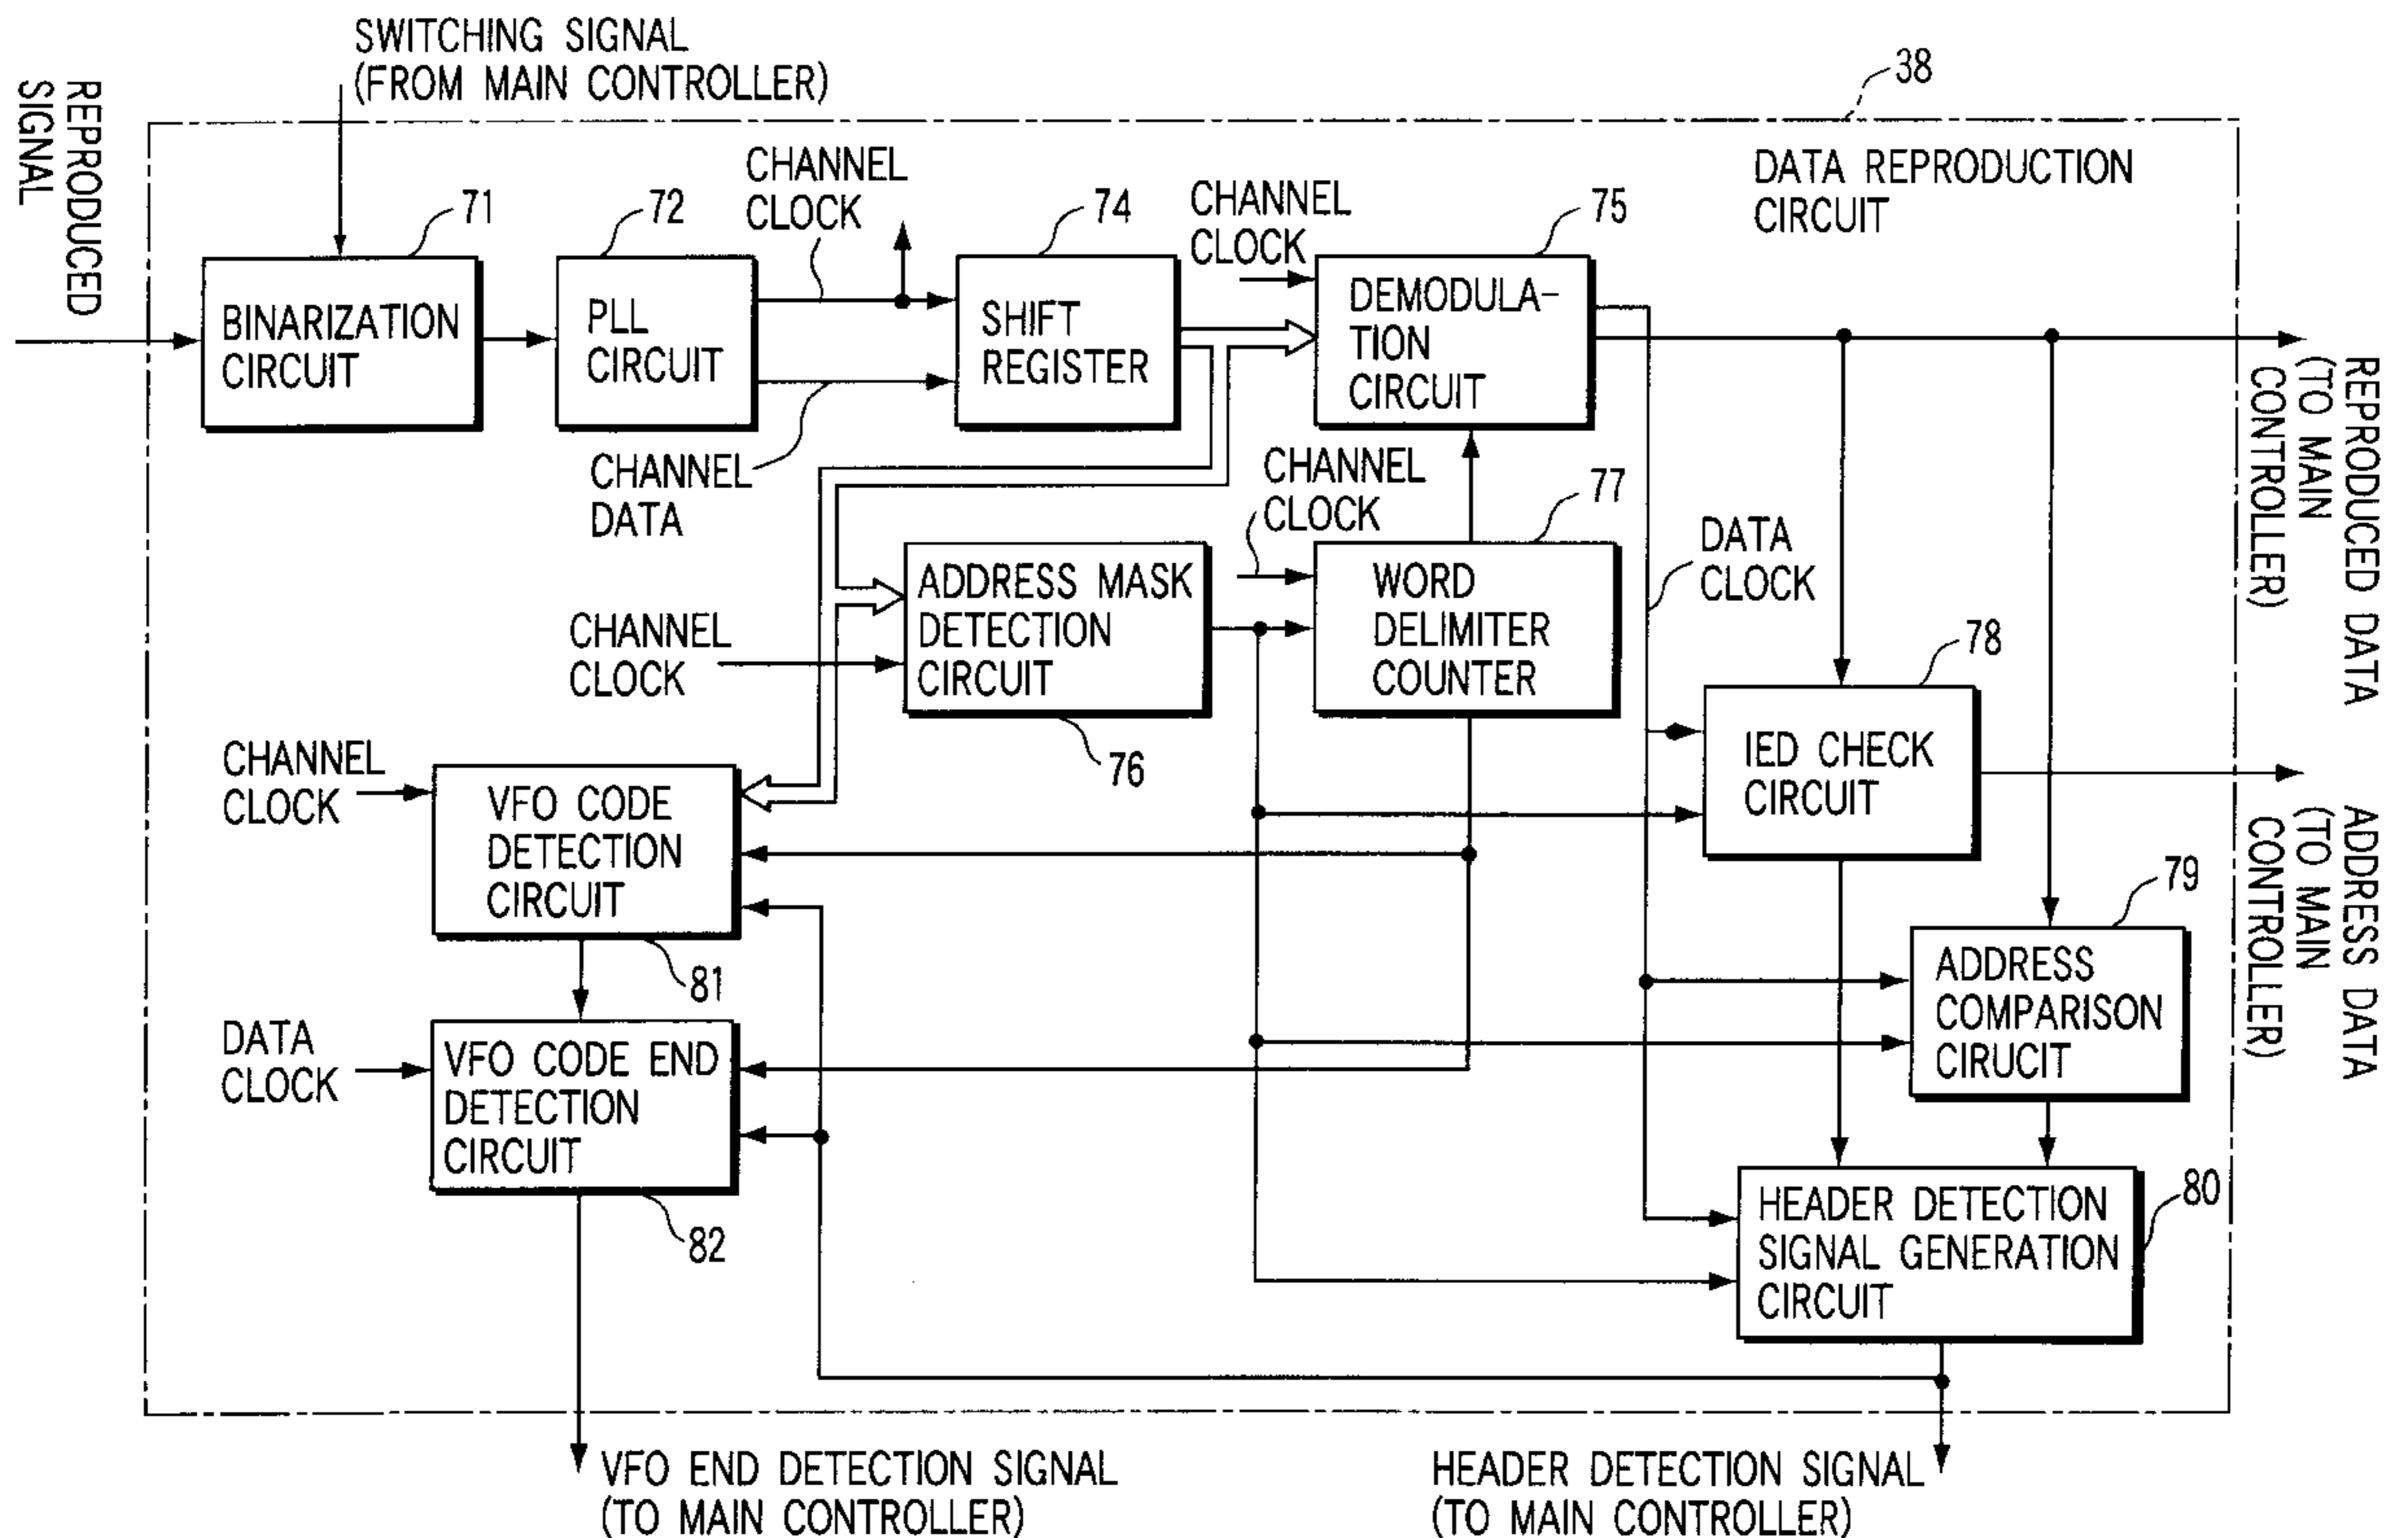 SWITCHING SIGNAL
(FROM MAIN CONTROLLER)
38
REPRODUCED
SIGNAL
DATA REPRODUCTION
CIRCUIT
CHANNEL
CLOCK
71
BINARIZATION
CIRCUIT
72
PLL
CIRCUIT
CHANNEL
DATA
74
SHIFT
REGISTER
CHANNEL
CLOCK
75
DEMODULA-
TION
CIRCUIT
REPRODUCED DATA
(TO MAIN
CONTROLLER)
CHANNEL
CLOCK
77
WORD
DELIMITER
COUNTER
DATA
CLOCK
ADDRESS MASK
DETECTION
CIRCUIT
76
CHANNEL
CLOCK
78
IED CHECK
CIRCUIT
ADDRESS DATA
(TO MAIN
CONTROLLER)
CHANNEL
CLOCK
VFO CODE
DETECTION
CIRCUIT
81
79
ADDRESS
COMPARISON
CIRUCIT
DATA
CLOCK
VFO CODE END
DETECTION
CIRCUIT
82
80
HEADER DETECTION
SIGNAL GENERATION
CIRCUIT
VFO END DETECTION SIGNAL
(TO MAIN CONTROLLER)
HEADER DETECTION SIGNAL
(TO MAIN CONTROLLER)